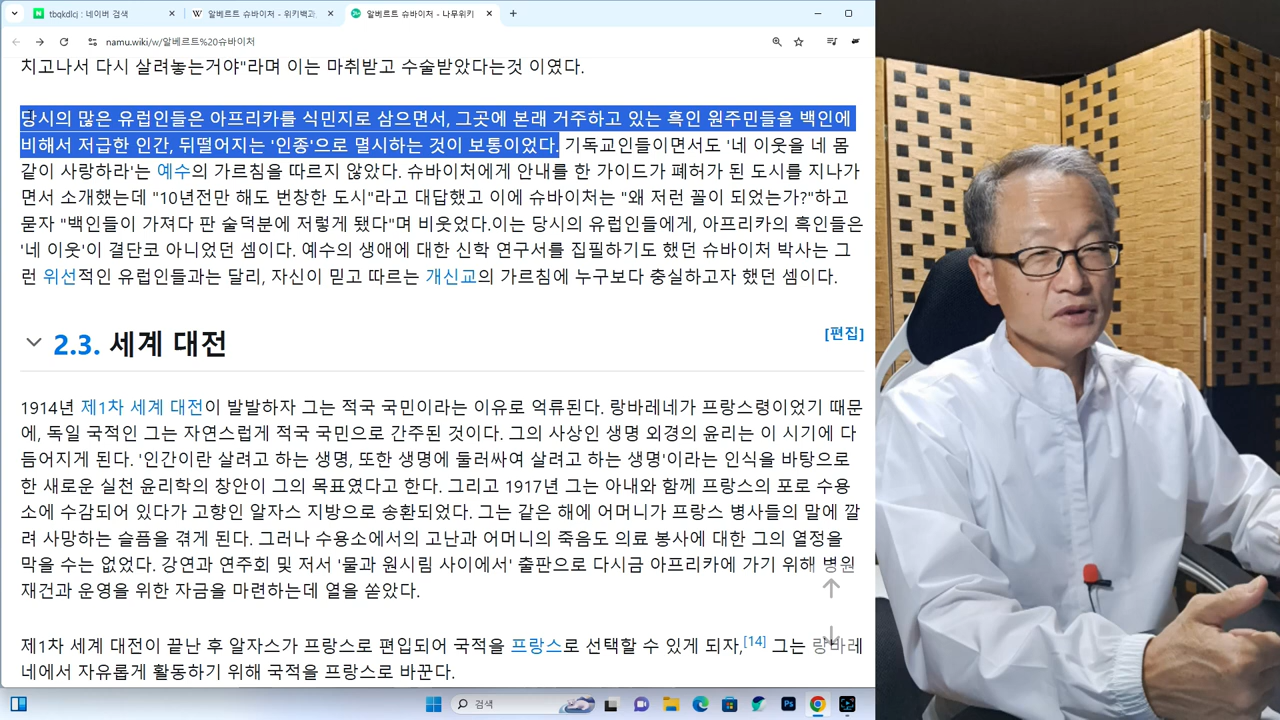 tbqkdlcj : 네이버 검색
알베르트 슈바이처 - 위키백과
알베르트 슈바이처 - 나무위키
namu.wiki/w/알베르트%20슈바이처
치고나서 다시 살려놓는거야"라며 이는 마취받고 수술받았다는것 이였다.
당시의 많은 유럽인들은 아프리카를 식민지로 삼으면서, 그곳에 본래 거주하고 있는 흑인 원주민들을 백인에
비해서 저급한 인간, 뒤떨어지는 '인종'으로 멸시하는 것이 보통이었다. 기독교인들이면서도 '네 이웃을 네 몸
같이 사랑하라'는 예수의 가르침을 따르지 않았다. 슈바이처에게 안내를 한 가이드가 폐허가 된 도시를 지나가
면서 소개했는데 "10년전만 해도 번창한 도시"라고 대답했고 이에 슈바이처는 "왜 저런 꼴이 되었는가?"하고
묻자 "백인들이 가져다 판 술덕분에 저렇게 됐다"며 비웃었다.이는 당시의 유럽인들에게, 아프리카의 흑인들은
'네 이웃'이 결단코 아니었던 셈이다. 예수의 생애에 대한 신학 연구서를 집필하기도 했던 슈바이처 박사는 그
런 위선적인 유럽인들과는 달리, 자신이 믿고 따르는 개신교의 가르침에 누구보다 충실하고자 했던 셈이다.
2.3. 세계 대전
[편집]
1914년 제1차 세계 대전이 발발하자 그는 적국 국민이라는 이유로 억류된다. 랑바레네가 프랑스령이었기 때문
에, 독일 국적인 그는 자연스럽게 적국 국민으로 간주된 것이다. 그의 사상인 생명 외경의 윤리는 이 시기에 다
듬어지게 된다. '인간이란 살려고 하는 생명, 또한 생명에 둘러싸여 살려고 하는 생명'이라는 인식을 바탕으로
한 새로운 실천 윤리학의 창안이 그의 목표였다고 한다. 그리고 1917년 그는 아내와 함께 프랑스의 포로 수용
소에 수감되어 있다가 고향인 알자스 지방으로 송환되었다. 그는 같은 해에 어머니가 프랑스 병사들의 말에 깔
려 사망하는 슬픔을 겪게 된다. 그러나 수용소에서의 고난과 어머니의 죽음도 의료 봉사에 대한 그의 열정을
막을 수는 없었다. 강연과 연주회 및 저서 '물과 원시림 사이에서' 출판으로 다시금 아프리카에 가기 위해 병원
재건과 운영을 위한 자금을 마련하는데 열을 쏟았다.
제1차 세계 대전이 끝난 후 알자스가 프랑스로 편입되어 국적을 프랑스로 선택할 수 있게 되자,[14] 그는 랑바레
네에서 자유롭게 활동하기 위해 국적을 프랑스로 바꾼다.
검색
Ps